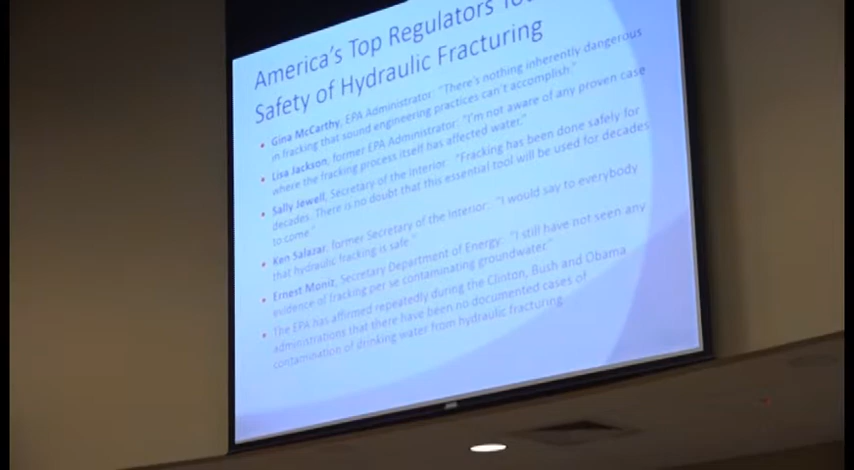 America's Top Regulators
Safety of Hydraulic Fracturing
• Gina McCarthy, EPA Administrator: "There's nothing inherently dangerous
in fracking that sound engineering practices can't accomplish."
• Lisa Jackson, former EPA Administrator: "I'm not aware of any proven case
where the fracking process itself has affected water."
• Sally Jewell, Secretary of the Interior: "Fracking has been done safely for
decades. There is no doubt that this essential tool will be used for decades
to come."
• Ken Salazar, former Secretary of the Interior: "I would say to everybody
that hydraulic fracking is safe."
• Ernest Moniz, Secretary Department of Energy: "I still have not seen any
evidence of fracking per se contaminating groundwater."
• The EPA has affirmed repeatedly during the Clinton, Bush and Obama
administrations that there have been no documented cases of
contamination of drinking water from hydraulic fracturing.